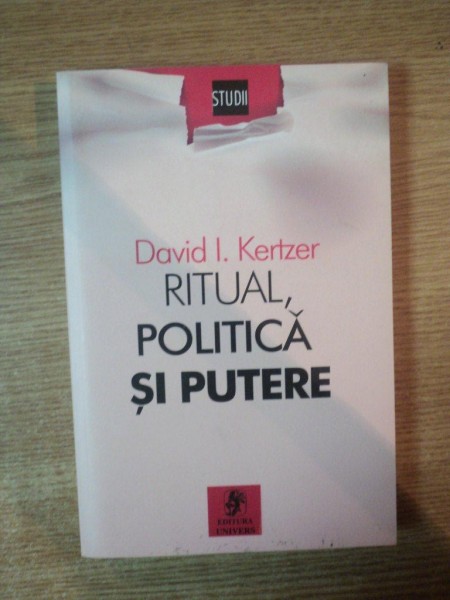 STUDII
David I. Kertzer
RITUAL,
POLITICĂ
ȘI PUTERE
EDITURA
UNIVERS